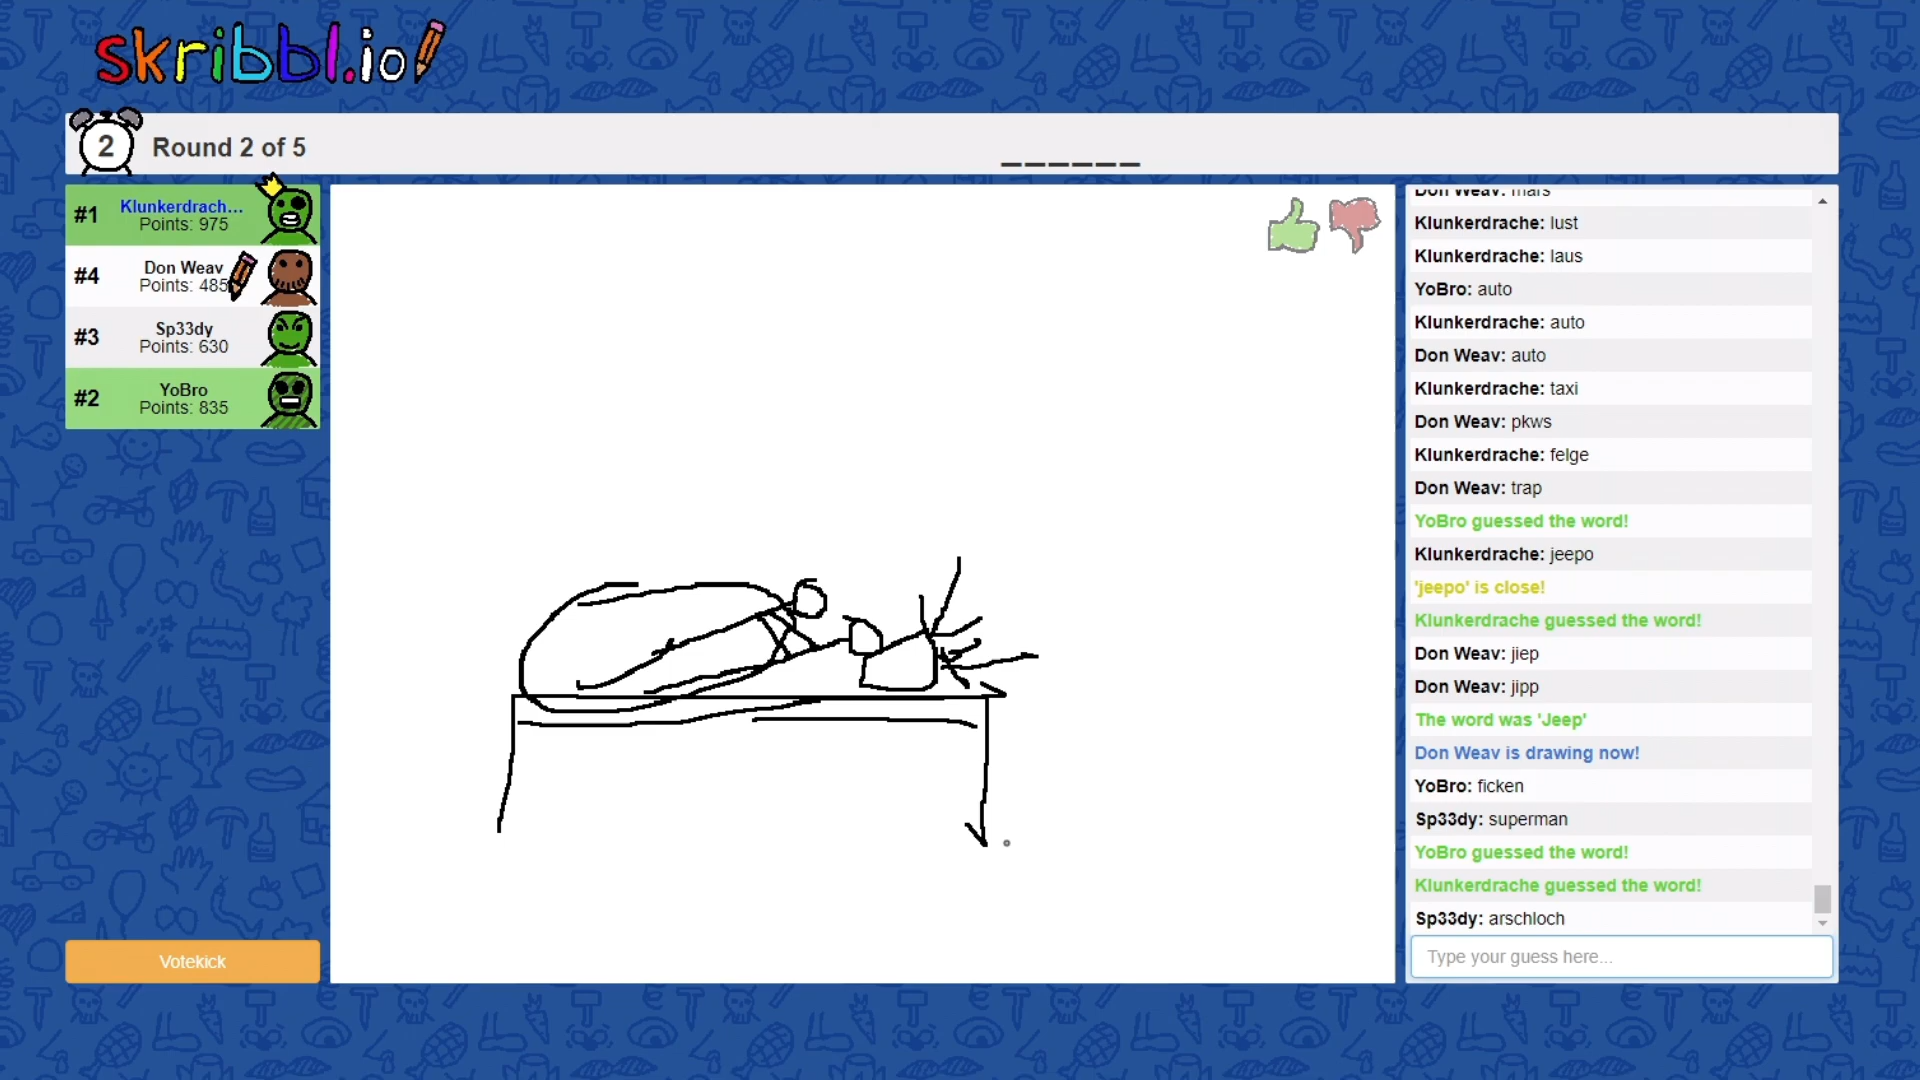 skribbl.io
2
Round 2 of 5
______
#1
Klunkerdrach...
Points: 975
#4
Don Weav
Points: 485
#3
Sp33dy
Points: 630
#2
YoBro
Points: 835
Votekick
Don Weav: mars
Klunkerdrache: lust
Klunkerdrache: laus
YoBro: auto
Klunkerdrache: auto
Don Weav: auto
Klunkerdrache: taxi
Don Weav: pkws
Klunkerdrache: felge
Don Weav: trap
YoBro guessed the word!
Klunkerdrache: jeepo
'jeepo' is close!
Klunkerdrache guessed the word!
Don Weav: jiep
Don Weav: jipp
The word was 'Jeep'
Don Weav is drawing now!
YoBro: ficken
Sp33dy: superman
YoBro guessed the word!
Klunkerdrache guessed the word!
Sp33dy: arschloch
Type your guess here...